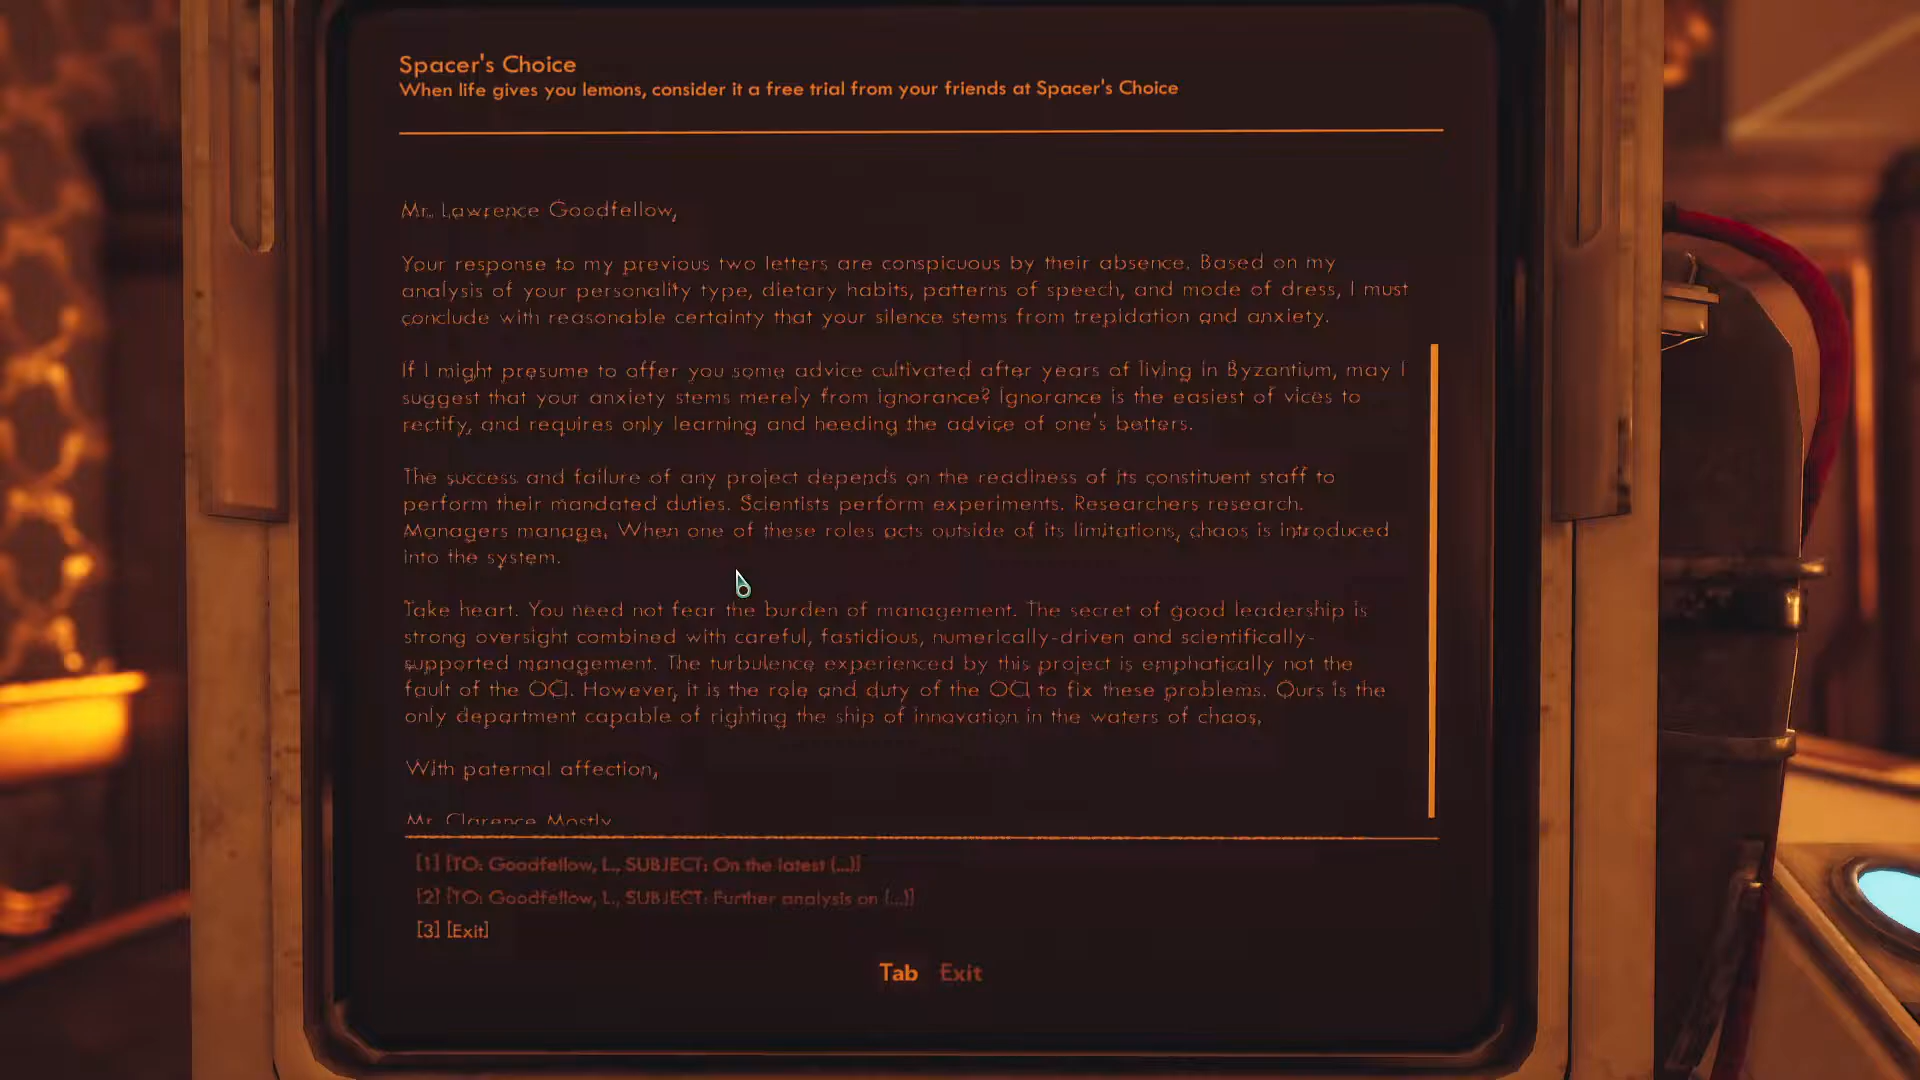 Spacer's Choice
When life gives you lemons, consider it a free trial from your friends at Spacer's Choice
Mr. Lawrence Goodfellow,
Your response to my previous two letters are conspicuous by their absence. Based on my
analysis of your personality type, dietary habits, patterns of speech, and mode of dress, I must
conclude with reasonable certainty that your silence stems from trepidation and anxiety.
If I might presume to offer you some advice cultivated after years of living in Byzantium, may I
suggest that your anxiety stems merely from ignorance? Ignorance is the easiest of vices to
rectify, and requires only learning and heeding the advice of one's betters.
The success and failure of any project depends on the readiness of its constituent staff to
perform their mandated duties. Scientists perform experiments. Researchers research.
Managers manage. When one of these roles acts outside of its limitations, chaos is introduced
into the system.
Take heart. You need not fear the burden of management. The secret of good leadership is
strong oversight combined with careful, fastidious, numerically-driven and scientifically-
supported management. The turbulence experienced by this project is emphatically not the
fault of the OCI. However, it is the role and duty of the OCI to fix these problems. Ours is the
only department capable of righting the ship of innovation in the waters of chaos.
With paternal affection,
Mr. Clarence Mostly
[1] [TO: Goodfellow, L., SUBJECT: On the latest (...)]
[2] [TO: Goodfellow, L., SUBJECT: Further analysis on (...)]
[3] [Exit]
Tab Exit